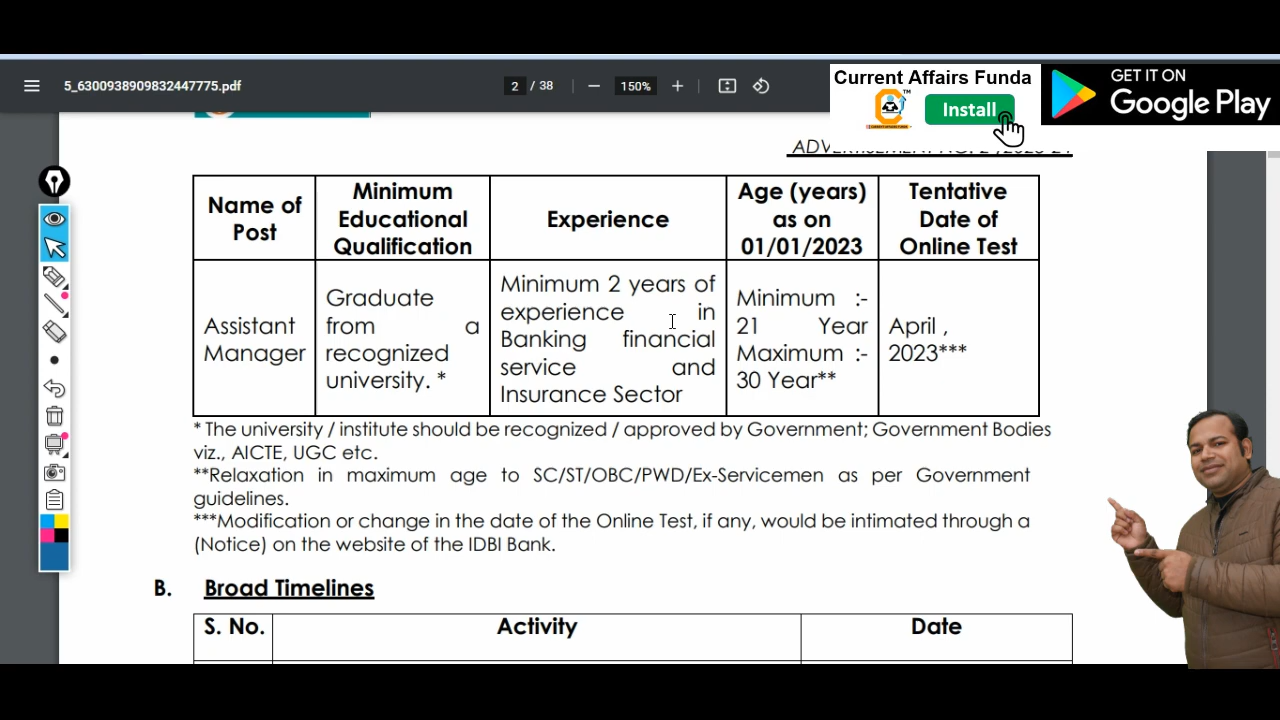 5_6300938909832447775.pdf
2 / 38
150%
Current Affairs Funda
Install
GET IT ON
Google Play
Name of
Post
Minimum
Educational
Qualification
Experience
Age (years)
as on
01/01/2023
Tentative
Date of
Online Test
Assistant
Manager
Graduate
from a
recognized
university. *
Minimum 2 years of
experience in
Banking financial
service and
Insurance Sector
Minimum :-
21 Year
Maximum :-
30 Year**
April ,
2023***
* The university / institute should be recognized / approved by Government; Government Bodies
viz., AICTE, UGC etc.
**Relaxation in maximum age to SC/ST/OBC/PWD/Ex-Servicemen as per Government
guidelines.
***Modification or change in the date of the Online Test, if any, would be intimated through a
(Notice) on the website of the IDBI Bank.
B. Broad Timelines
S. No.
Activity
Date